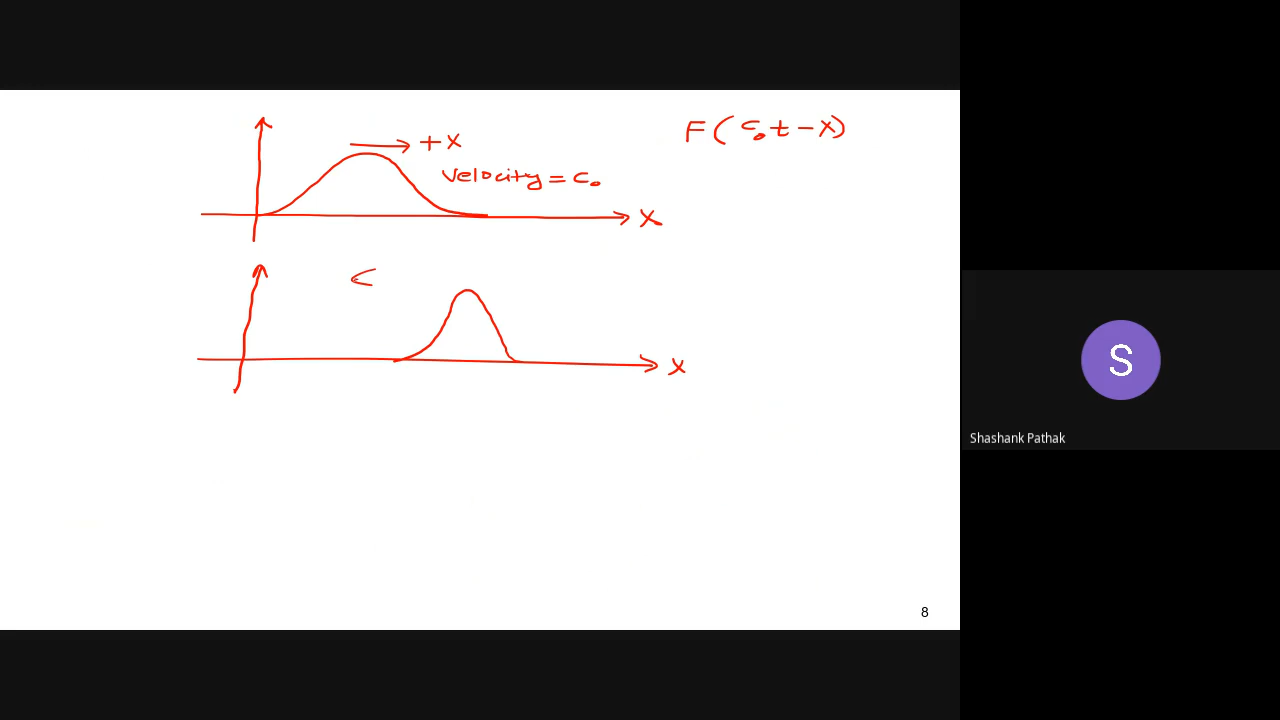 F(c₀t-x)
+x
velocity = c₀
x
x
8
S
Shashank Pathak